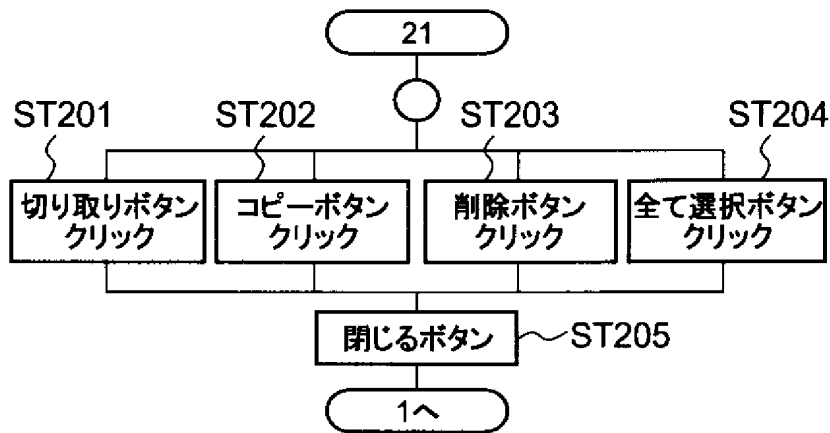 21
ST201
ST202
ST203
ST204
切り取りボタン
クリック
コピーボタン
クリック
削除ボタン
クリック
全て選択ボタン
クリック
閉じるボタン
ST205
1へ